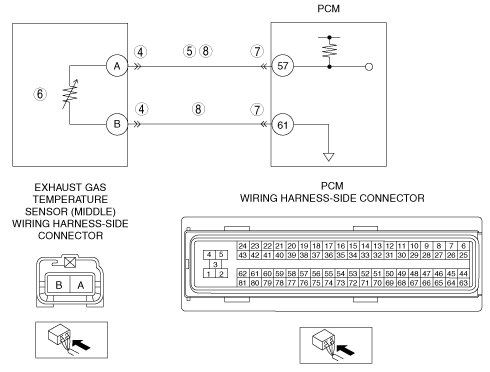 PCM
4
5 8
7
A
57
6
4
8
7
B
61
EXHAUST GAS
TEMPERATURE
SENSOR (MIDDLE)
WIRING HARNESS-SIDE
CONNECTOR
PCM
WIRING HARNESS-SIDE CONNECTOR
B A
4 5
3
1 2
24 23 22 21 20 19 18 17 16 15 14 13 12 11 10 9 8 7 6
43 42 41 40 39 38 37 36 35 34 33 32 31 30 29 28 27 26 25
62 61 60 59 58 57 56 55 54 53 52 51 50 49 48 47 46 45 44
81 80 79 78 77 76 75 74 73 72 71 70 69 68 67 66 65 64 63